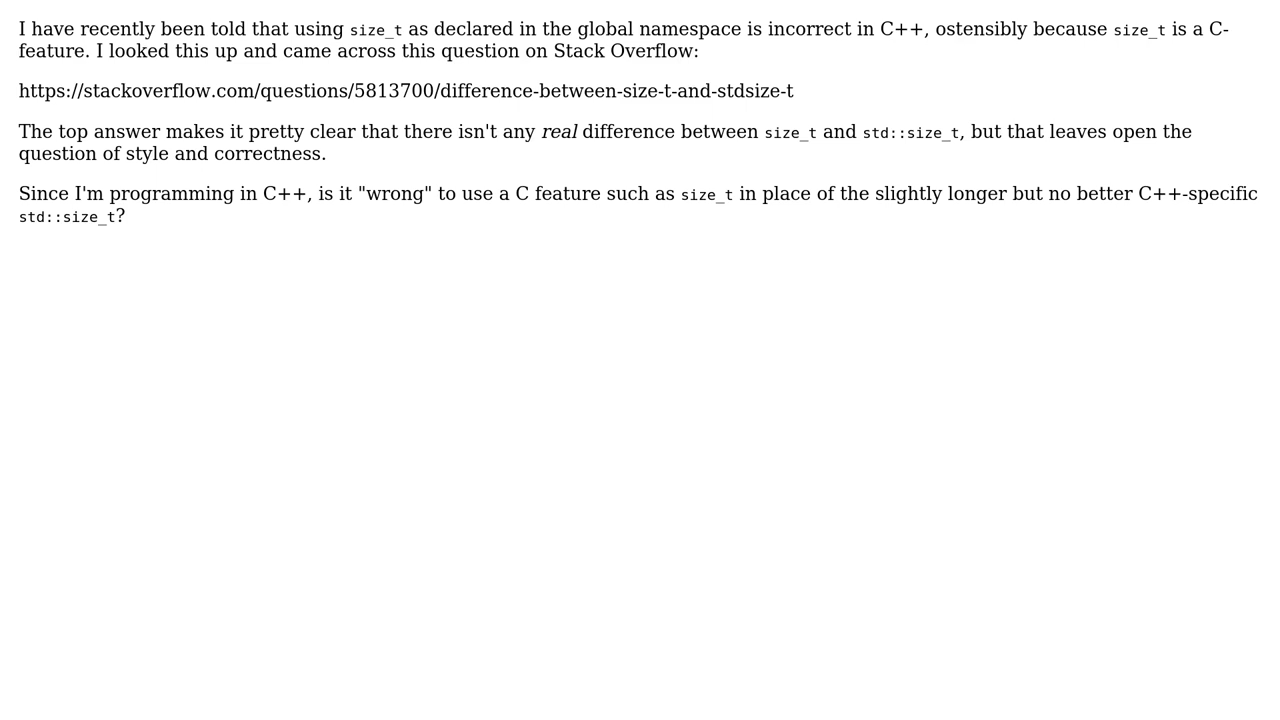 I have recently been told that using size_t as declared in the global namespace is incorrect in C++, ostensibly because size_t is a C-
feature. I looked this up and came across this question on Stack Overflow:
https://stackoverflow.com/questions/5813700/difference-between-size-t-and-stdsize-t
The top answer makes it pretty clear that there isn't any real difference between size_t and std::size_t, but that leaves open the
question of style and correctness.
Since I'm programming in C++, is it "wrong" to use a C feature such as size_t in place of the slightly longer but no better C++-specific
std::size_t?